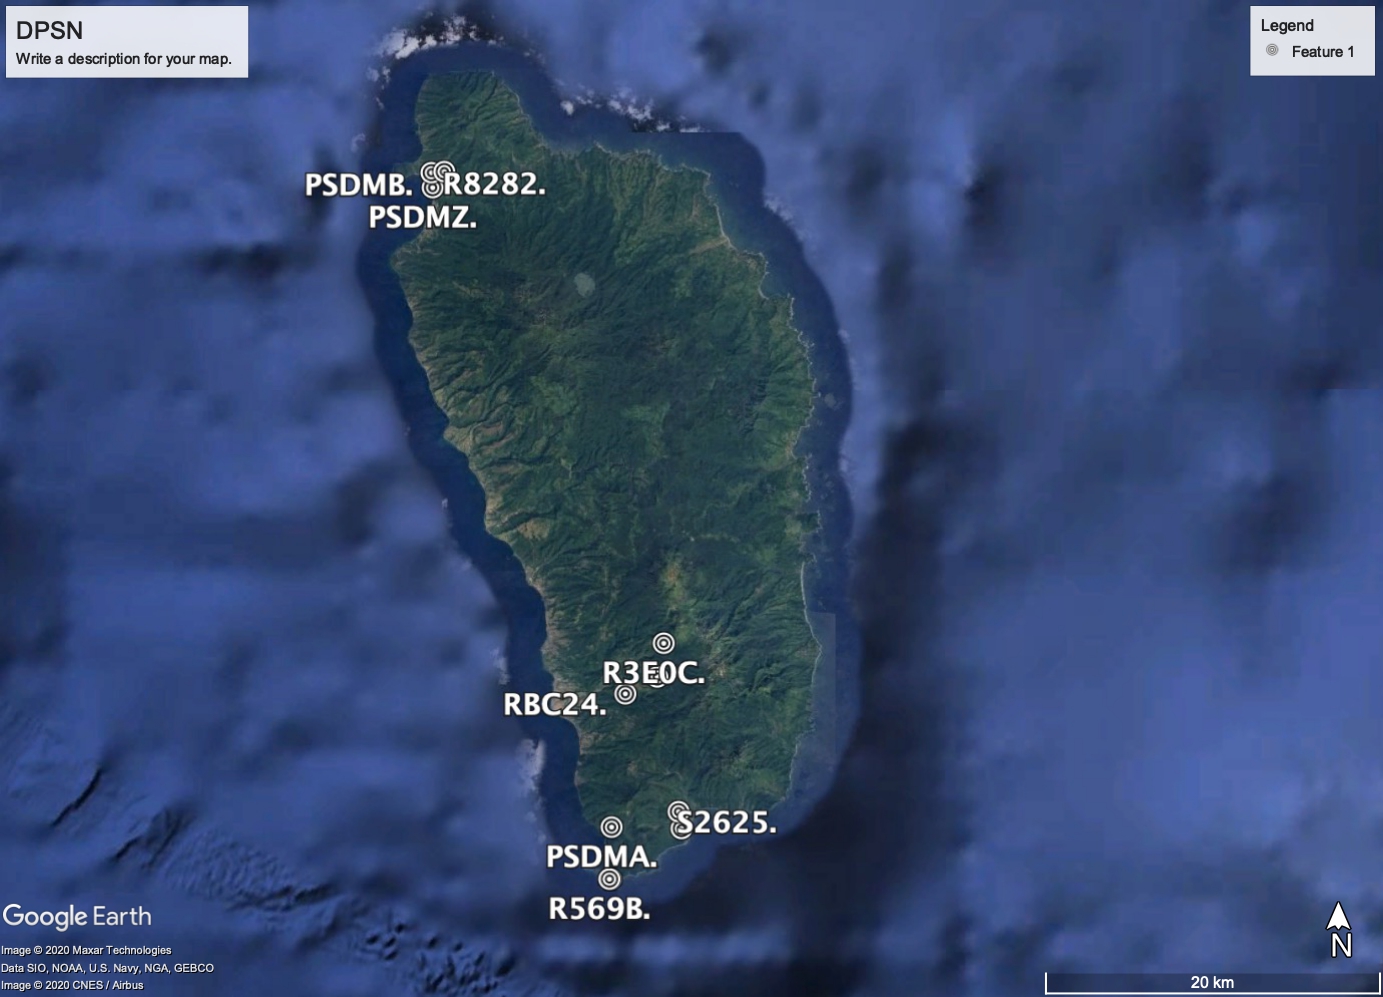 DPSN
Write a description for your map.
Legend
Feature 1
PSDMB.
R8282.
PSDMZ.
R3E0C.
RBC24.
S2625.
PSDMA.
R569B.
Google Earth
N
Image © 2020 Maxar Technologies
Data SIO, NOAA, U.S. Navy, NGA, GEBCO
Image © 2020 CNES / Airbus
20 km